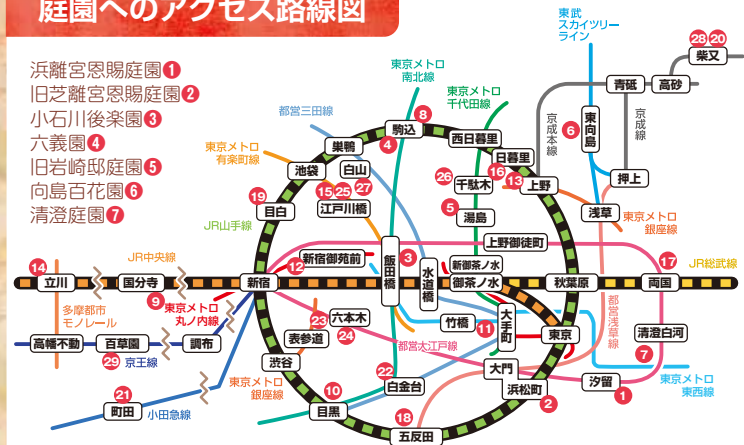 庭園へのアクセス路線図
浜離宮恩賜庭園❶
旧芝離宮恩賜庭園❷
小石川後楽園❸
六義園❹
旧岩崎邸庭園❺
向島百花園❻
清澄庭園❼
東武
スカイツリー
ライン
28 20
柴又
青砥
高砂
京成本線
京成線
6
東向島
押上
浅草
東京メトロ
銀座線
東京メトロ
南北線
東京メトロ
千代田線
都営三田線
8
駒込
4
西日暮里
日暮里
巣鴨
東京メトロ
有楽町線
池袋
白山
27
15 25
江戸川橋
26
千駄木
16
13
上野
5
湯島
19
目白
JR山手線
上野御徒町
17
JR中央線
JR総武線
14
立川
国分寺
9
新宿
12
新宿御苑前
飯田橋
3
水道橋
新御茶ノ水
御茶ノ水
秋葉原
両国
多摩都市
モノレール
東京メトロ
丸ノ内線
高幡不動
百草園
29
京王線
調布
23
六本木
表参道
24
竹橋
11
大手町
東京
都営浅草線
清澄白河
7
都営大江戸線
渋谷
東京メトロ
銀座線
大門
浜松町
2
汐留
1
東京メトロ
東西線
22
白金台
10
目黒
21
町田
小田急線
18
五反田